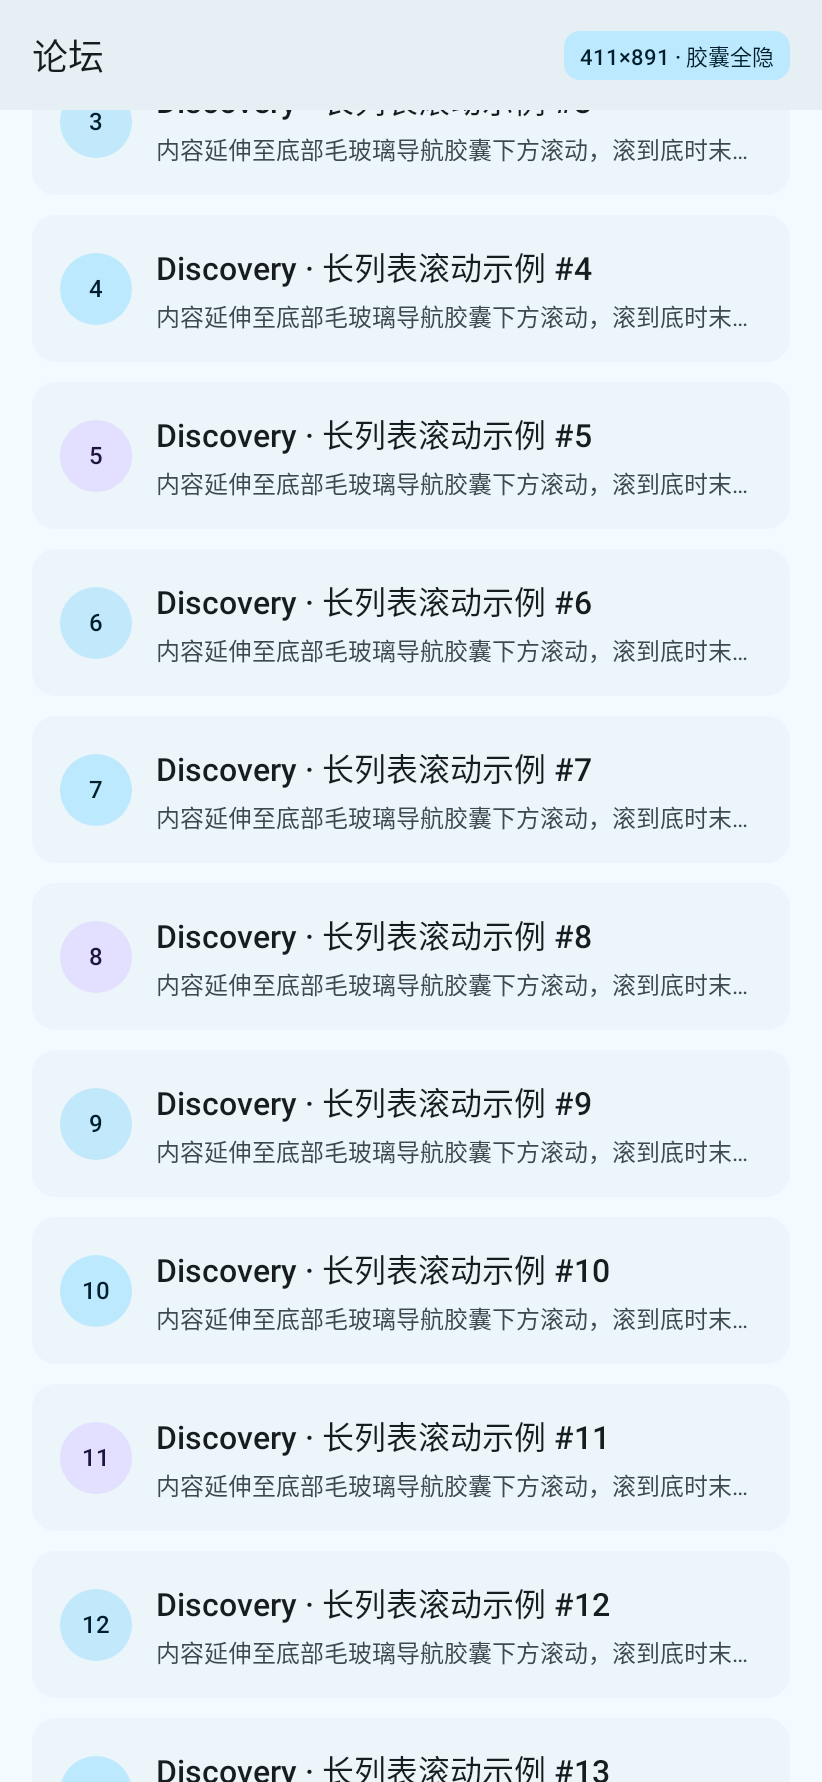 论坛
411×891 · 胶囊全隐
3
Discovery · 长列表滚动示例 #3
内容延伸至底部毛玻璃导航胶囊下方滚动，滚到底时末…
4
Discovery · 长列表滚动示例 #4
内容延伸至底部毛玻璃导航胶囊下方滚动，滚到底时末…
5
Discovery · 长列表滚动示例 #5
内容延伸至底部毛玻璃导航胶囊下方滚动，滚到底时末…
6
Discovery · 长列表滚动示例 #6
内容延伸至底部毛玻璃导航胶囊下方滚动，滚到底时末…
7
Discovery · 长列表滚动示例 #7
内容延伸至底部毛玻璃导航胶囊下方滚动，滚到底时末…
8
Discovery · 长列表滚动示例 #8
内容延伸至底部毛玻璃导航胶囊下方滚动，滚到底时末…
9
Discovery · 长列表滚动示例 #9
内容延伸至底部毛玻璃导航胶囊下方滚动，滚到底时末…
10
Discovery · 长列表滚动示例 #10
内容延伸至底部毛玻璃导航胶囊下方滚动，滚到底时末…
11
Discovery · 长列表滚动示例 #11
内容延伸至底部毛玻璃导航胶囊下方滚动，滚到底时末…
12
Discovery · 长列表滚动示例 #12
内容延伸至底部毛玻璃导航胶囊下方滚动，滚到底时末…
Discovery · 长列表滚动示例 #13